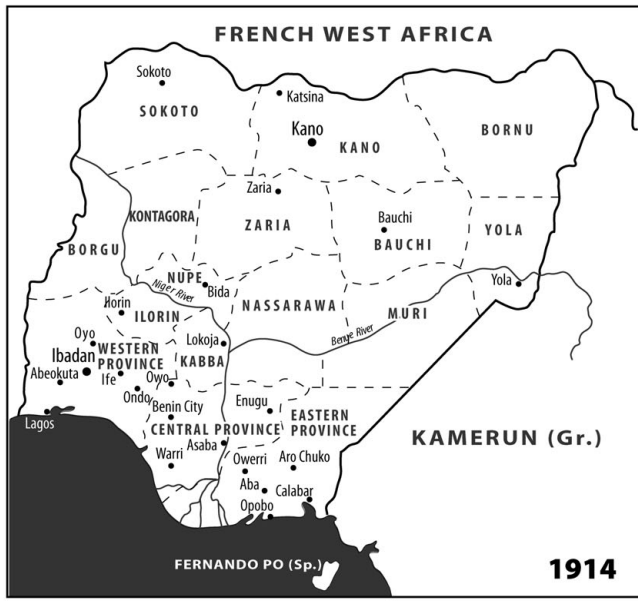 FRENCH WEST AFRICA
Sokoto
SOKOTO
Katsina
Kano
KANO
BORNU
Zaria
ZARIA
KONTAGORA
Bauchi
BAUCHI
YOLA
BORGU
NUPE
Bida
Niger River
NASSARAWA
Yola
MURI
Ilorin
ILORIN
Benue River
Oyo
Lokoja
Ibadan
WESTERN
PROVINCE
KABBA
Abeokuta
Ife
Owo
Ondo
Benin City
Enugu
EASTERN
PROVINCE
Lagos
CENTRAL PROVINCE
KAMERUN (Gr.)
Asaba
Warri
Owerri
Aro Chuko
Aba
Calabar
Opobo
FERNANDO PO (Sp.)
1914